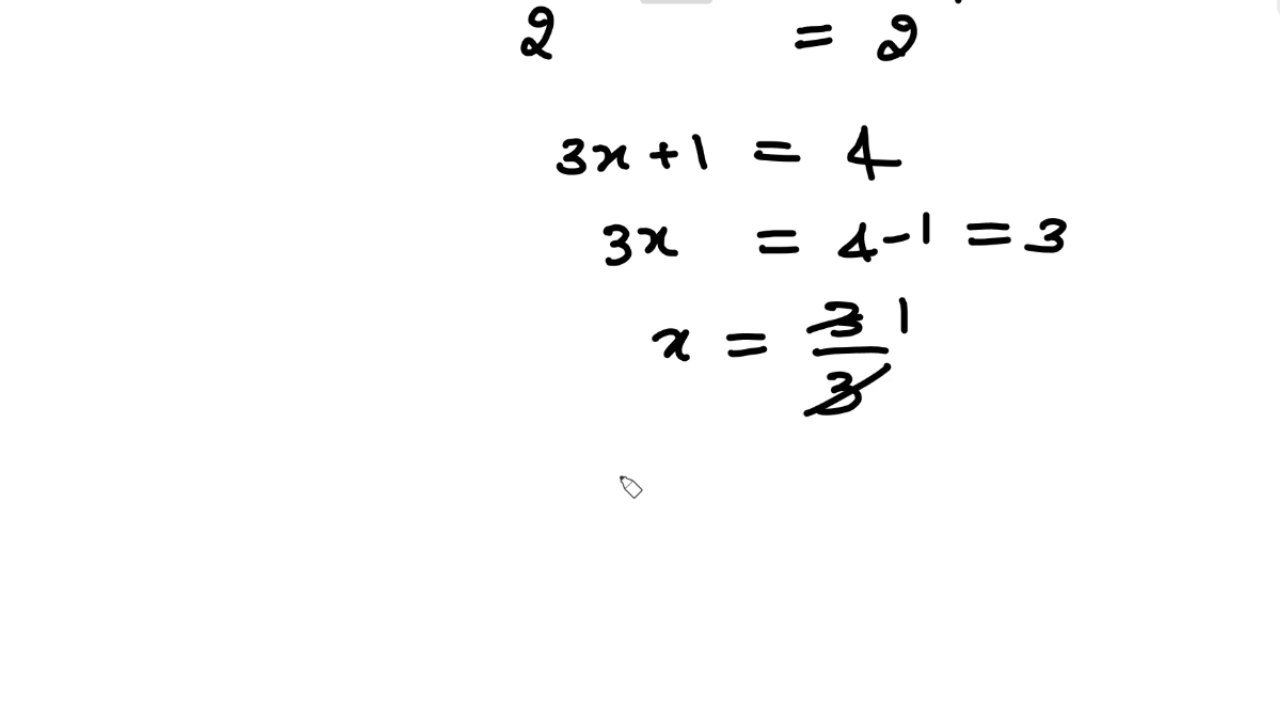 2 = 2
3x + 1 = 4
3x = 4 - 1 = 3
x = 3/3 1